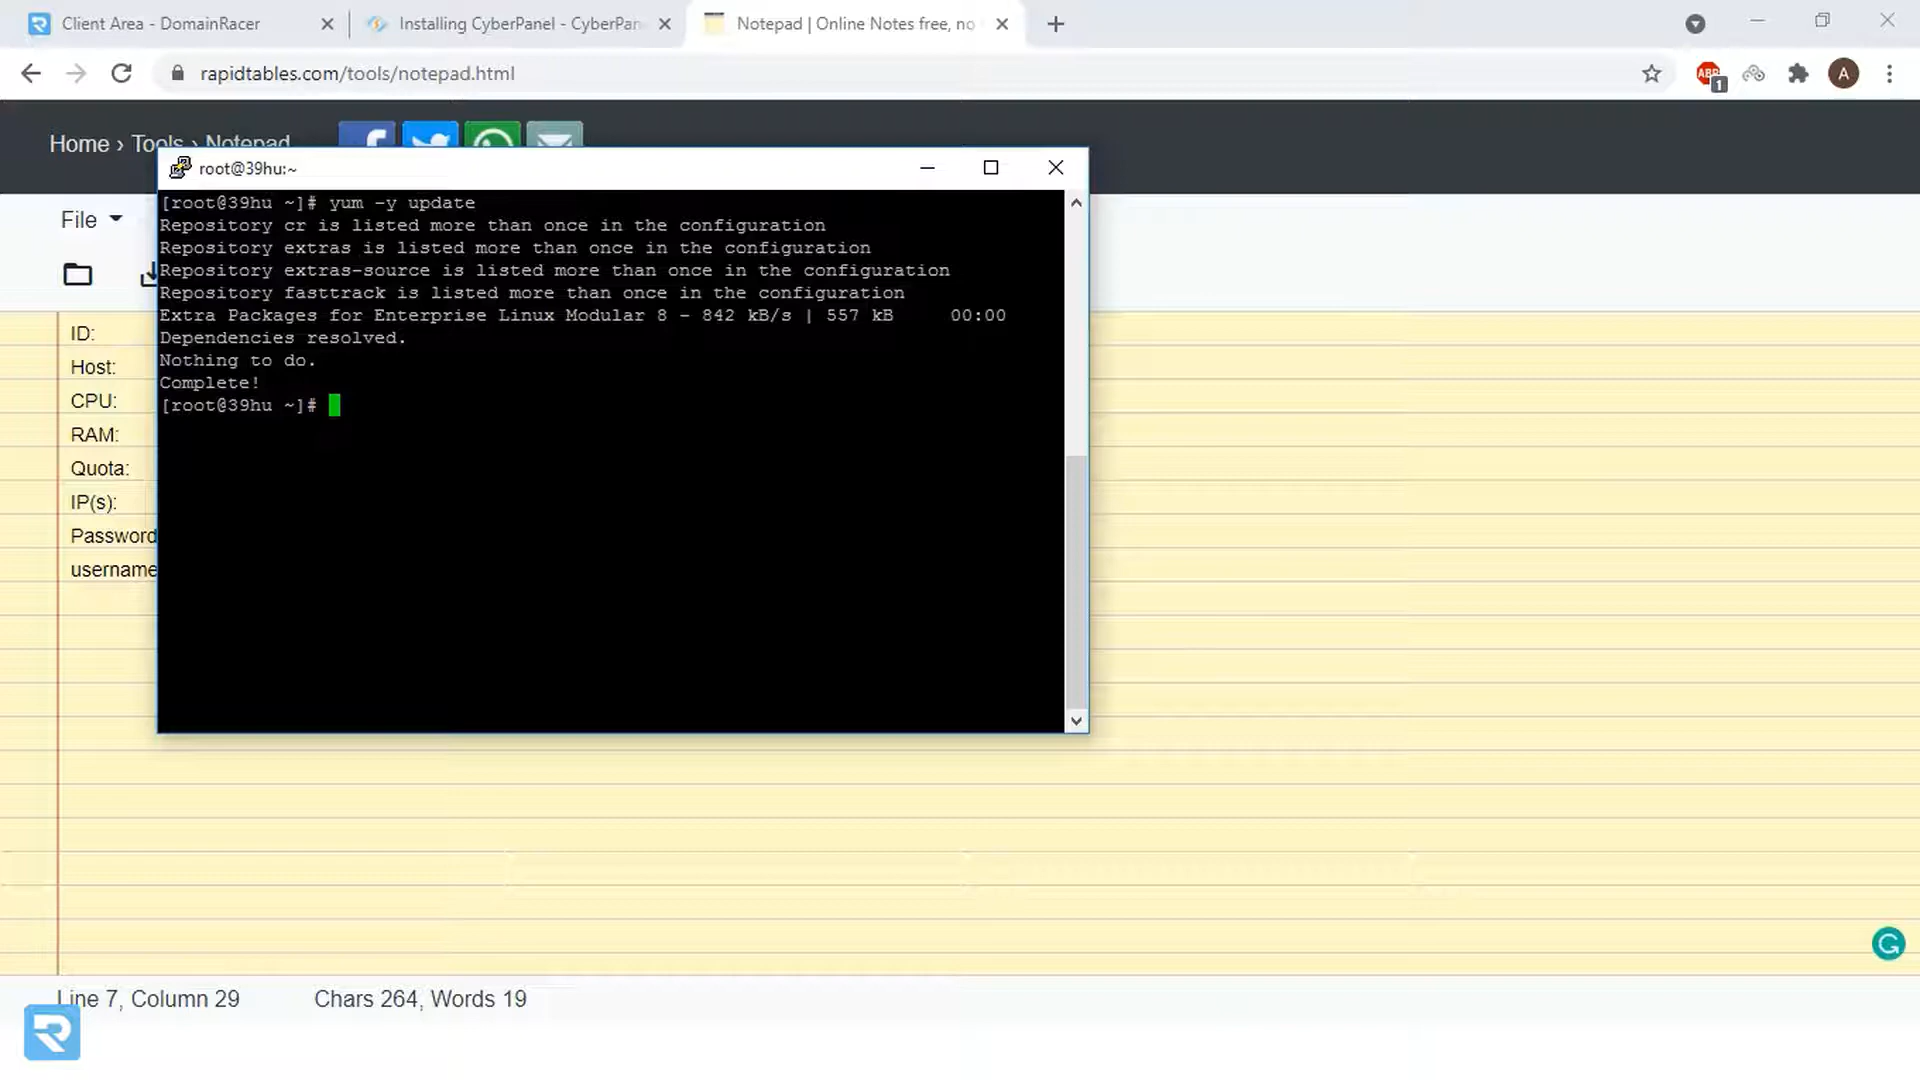 Client Area - DomainRacer
Installing CyberPanel - CyberPan
Notepad | Online Notes free, no
rapidtables.com/tools/notepad.html
ABP
1
A
Home › Tools › Notepad
root@39hu:~
File
[root@39hu ~]# yum -y update
Repository cr is listed more than once in the configuration
Repository extras is listed more than once in the configuration
Repository extras-source is listed more than once in the configuration
Repository fasttrack is listed more than once in the configuration
Extra Packages for Enterprise Linux Modular 8 - 842 kB/s | 557 kB     00:00
Dependencies resolved.
Nothing to do.
Complete!
[root@39hu ~]#
ID:
Host:
CPU:
RAM:
Quota:
IP(s):
Password
username
Line 7, Column 29
Chars 264, Words 19